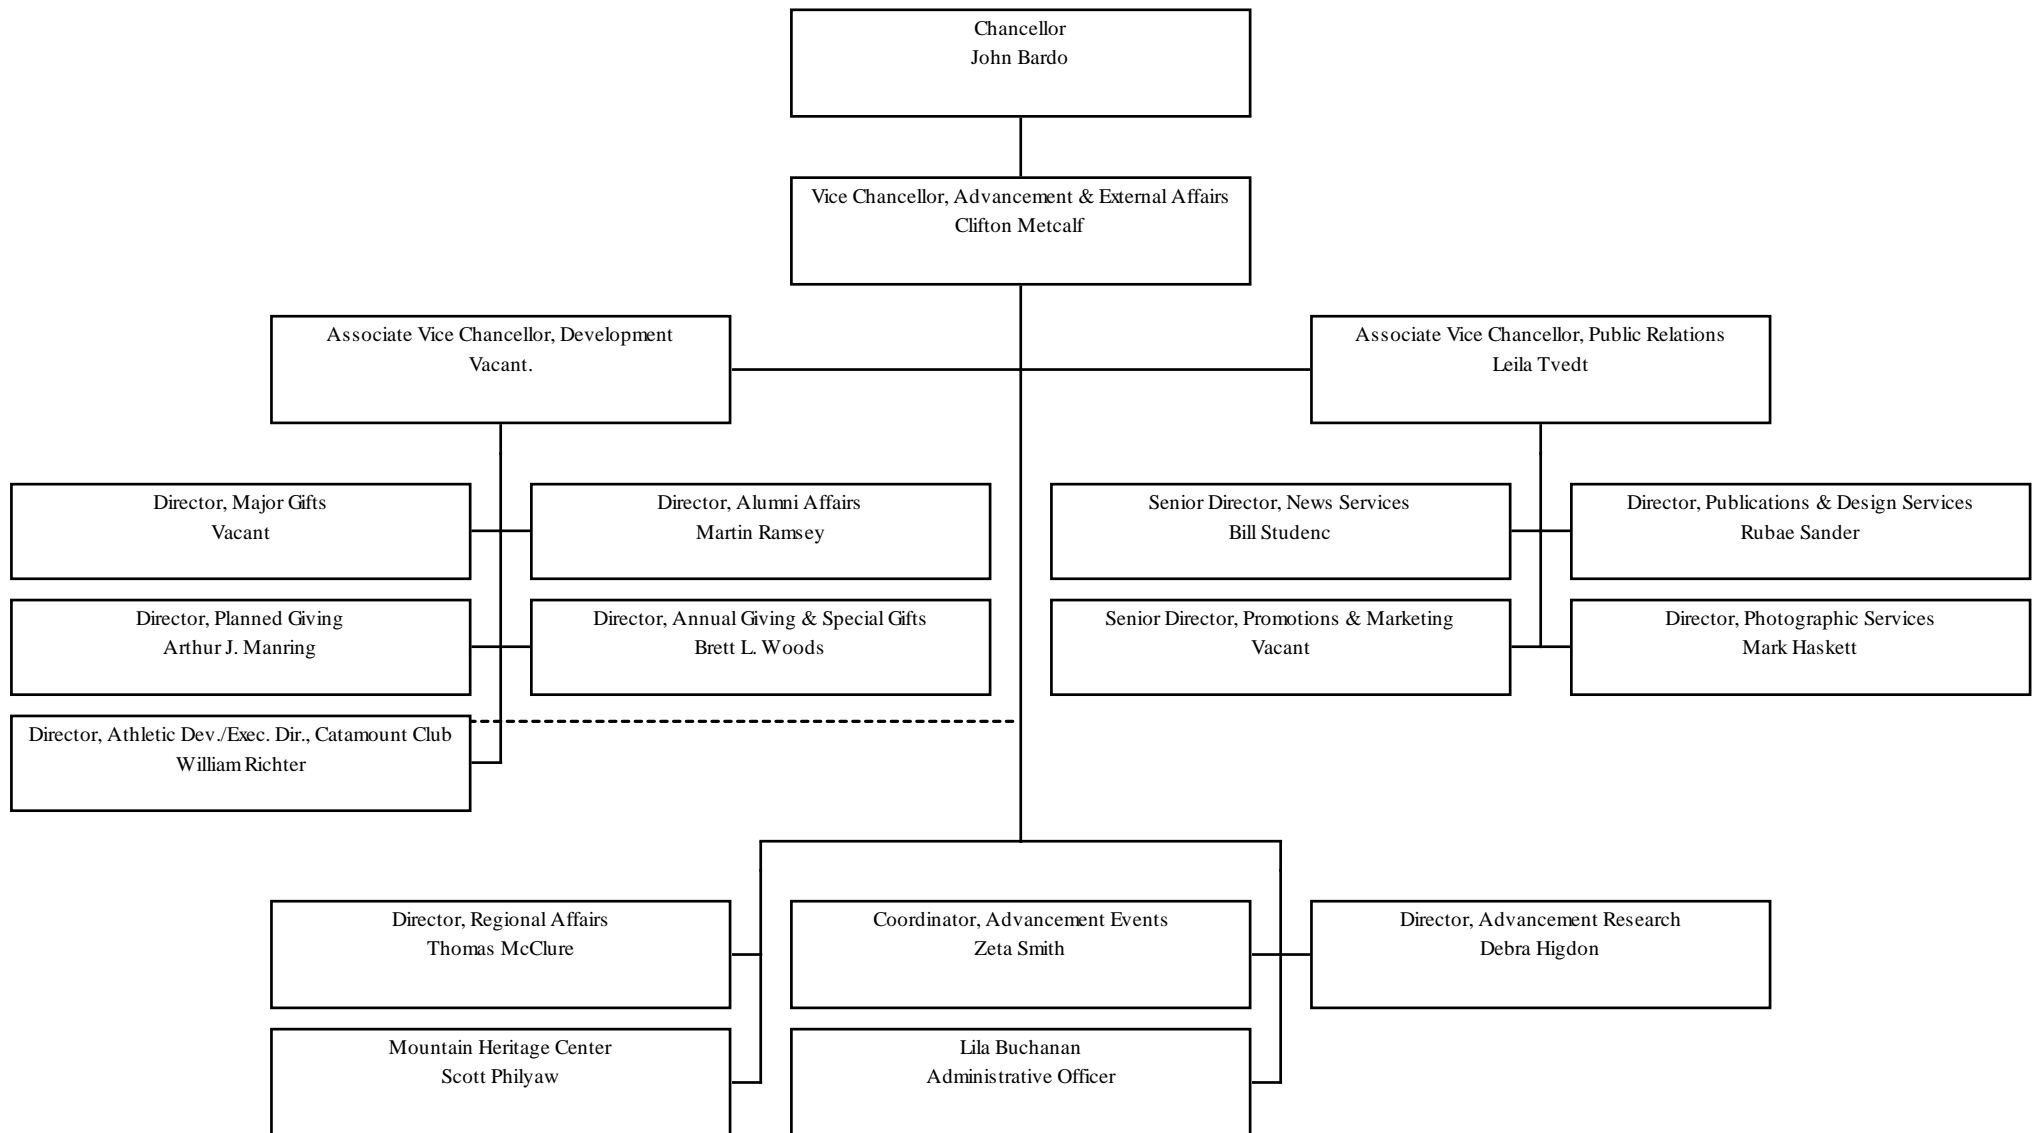 Chancellor
John Bardo
Vice Chancellor, Advancement & External Affairs
Clifton Metcalf
Associate Vice Chancellor, Development
Vacant.
Associate Vice Chancellor, Public Relations
Leila Tvedt
Director, Major Gifts
Vacant
Director, Alumni Affairs
Martin Ramsey
Senior Director, News Services
Bill Studenc
Director, Publications & Design Services
Rubae Sander
Director, Planned Giving
Arthur J. Manring
Director, Annual Giving & Special Gifts
Brett L. Woods
Senior Director, Promotions & Marketing
Vacant
Director, Photographic Services
Mark Haskett
Director, Athletic Dev./Exec. Dir., Catamount Club
William Richter
Director, Regional Affairs
Thomas McClure
Coordinator, Advancement Events
Zeta Smith
Director, Advancement Research
Debra Higdon
Mountain Heritage Center
Scott Philyaw
Lila Buchanan
Administrative Officer